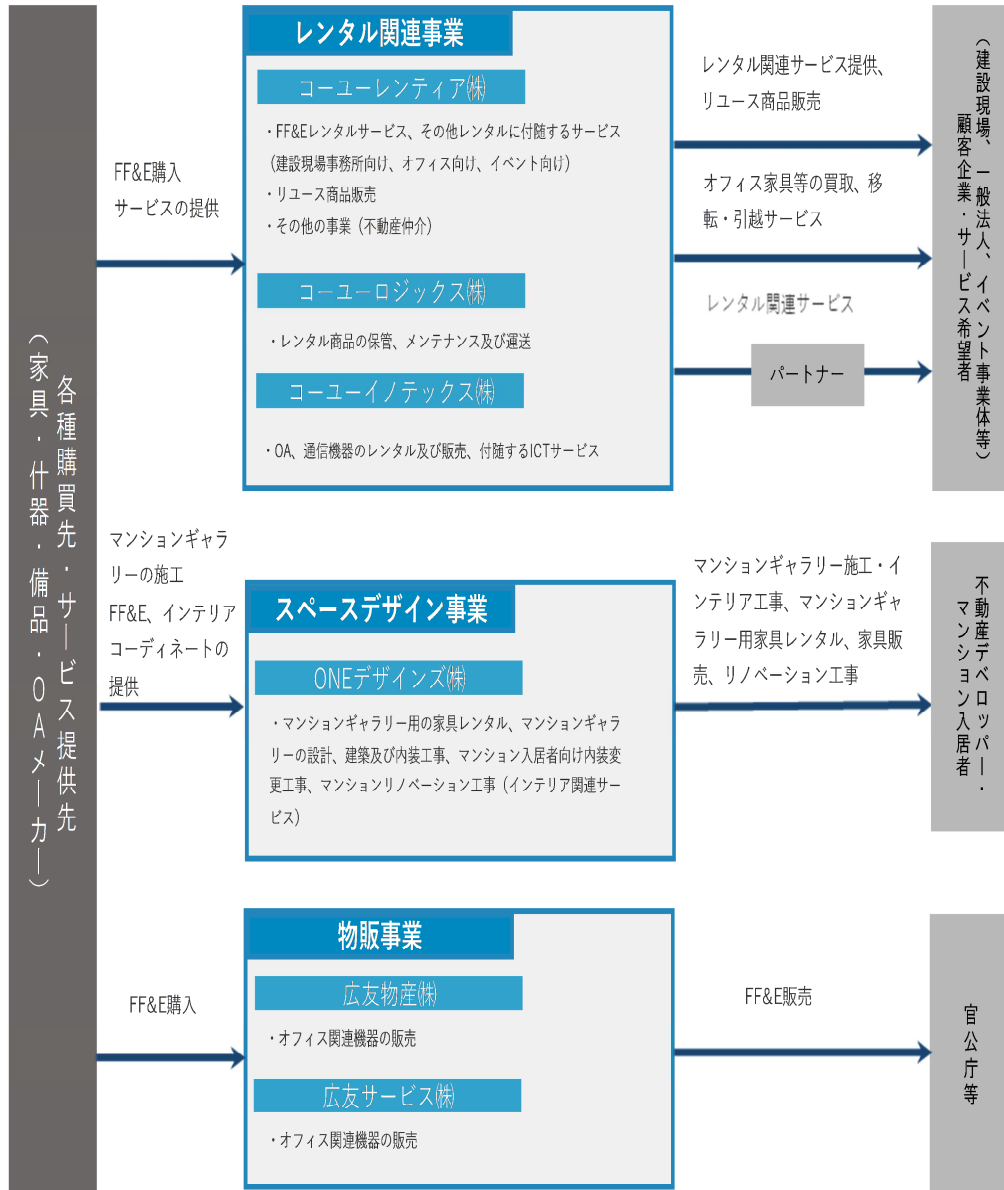 各種購買先・サービス提供先
（家具・什器・備品・OAメーカー）
FF&E購入
サービスの提供
レンタル関連事業
コーユーレンティア㈱
・FF&Eレンタルサービス、その他レンタルに付随するサービス
（建設現場事務所向け、オフィス向け、イベント向け）
・リユース商品販売
・その他の事業（不動産仲介）
コーユーロジックス㈱
・レンタル商品の保管、メンテナンス及び運送
コーユーイノテックス㈱
・OA、通信機器のレンタル及び販売、付随するICTサービス
レンタル関連サービス提供、
リユース商品販売
オフィス家具等の買取、移
転・引越サービス
レンタル関連サービス
パートナー
顧客企業・サービス希望者
（建設現場、一般法人、イベント事業体等）
マンションギャラ
リーの施工
FF&E、インテリア
コーディネートの
提供
スペースデザイン事業
ONEデザインズ㈱
・マンションギャラリー用の家具レンタル、マンションギャラ
リーの設計、建築及び内装工事、マンション入居者向け内装変
更工事、マンションリノベーション工事（インテリア関連サー
ビス）
マンションギャラリー施工・イ
ンテリア工事、マンションギャ
ラリー用家具レンタル、家具販
売、リノベーション工事
不動産デベロッパー・
マンション入居者
FF&E購入
物販事業
広友物産㈱
・オフィス関連機器の販売
広友サービス㈱
・オフィス関連機器の販売
FF&E販売
官公庁等